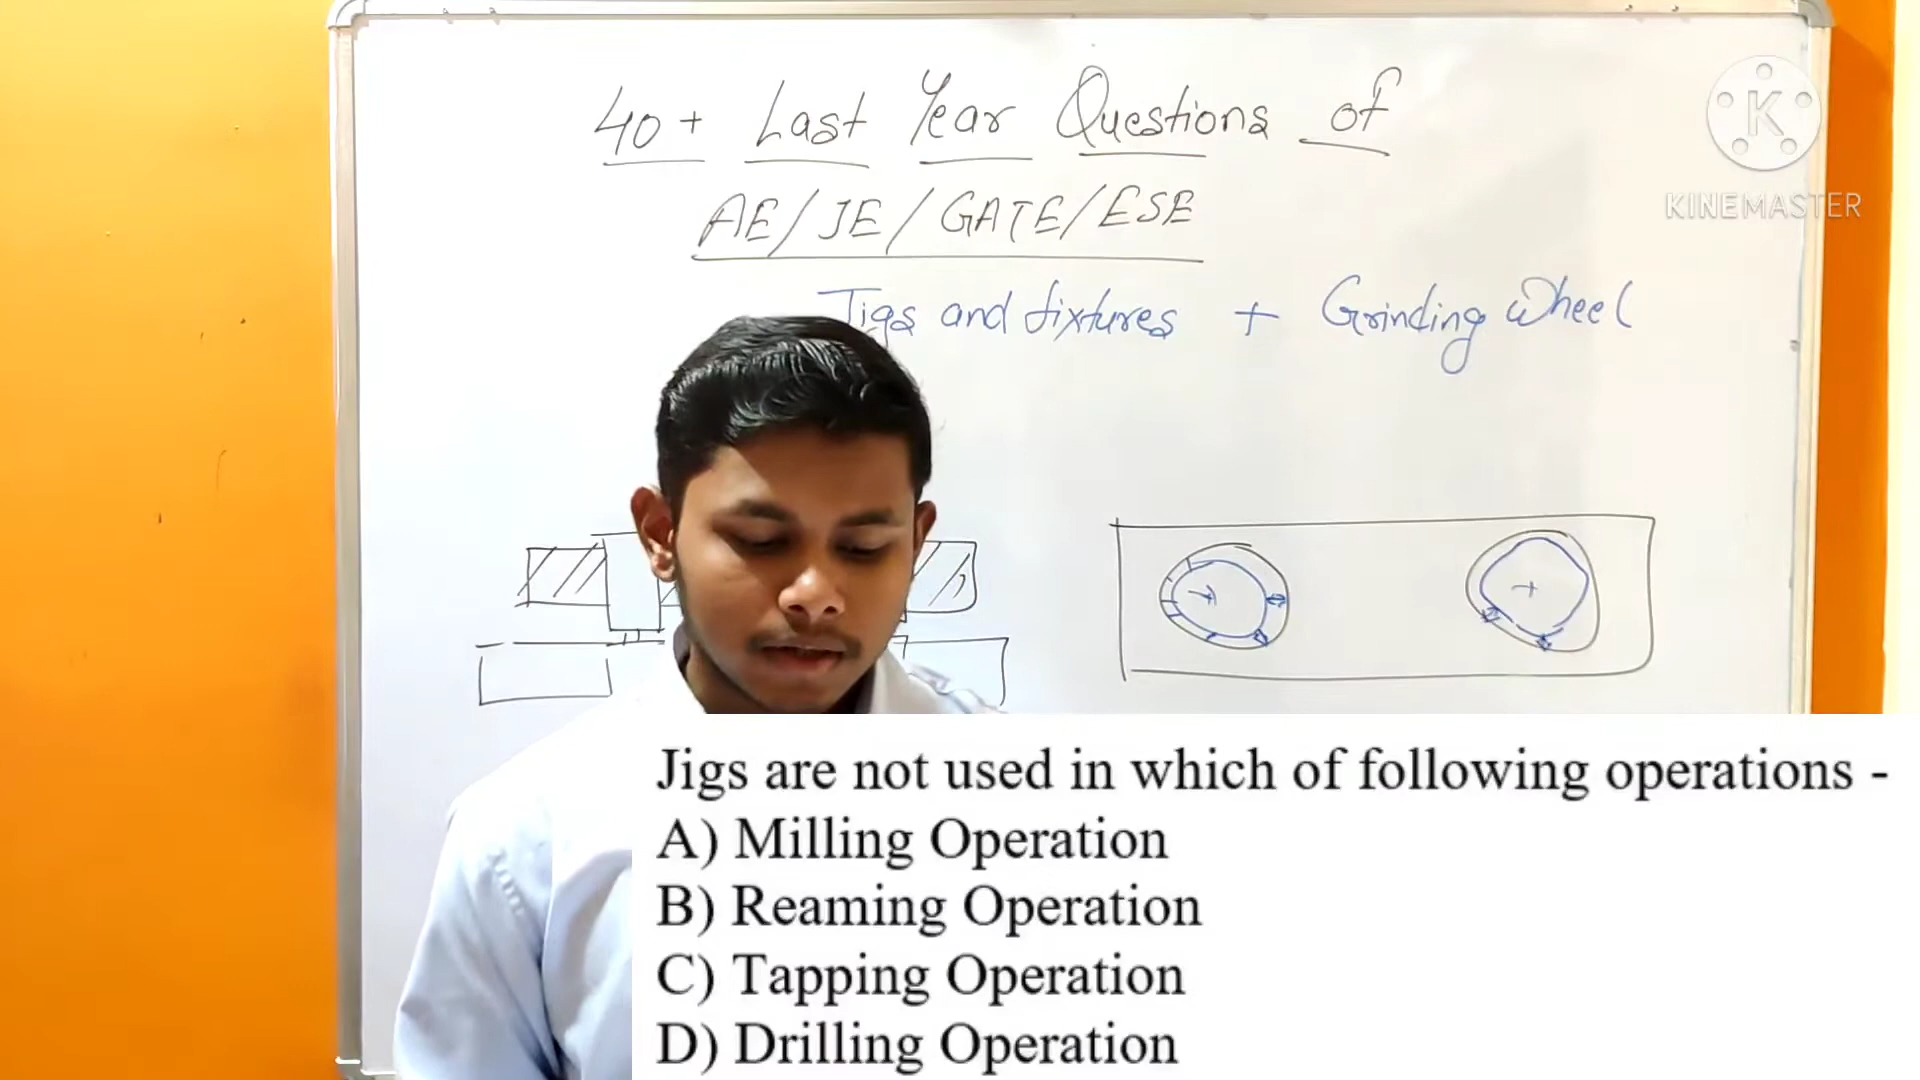 40+ Last Year Questions of
AE/JE/GATE/ESE
Jigs and fixtures + Grinding Wheel
K
KINEMASTER
Jigs are not used in which of following operations -
A) Milling Operation
B) Reaming Operation
C) Tapping Operation
D) Drilling Operation